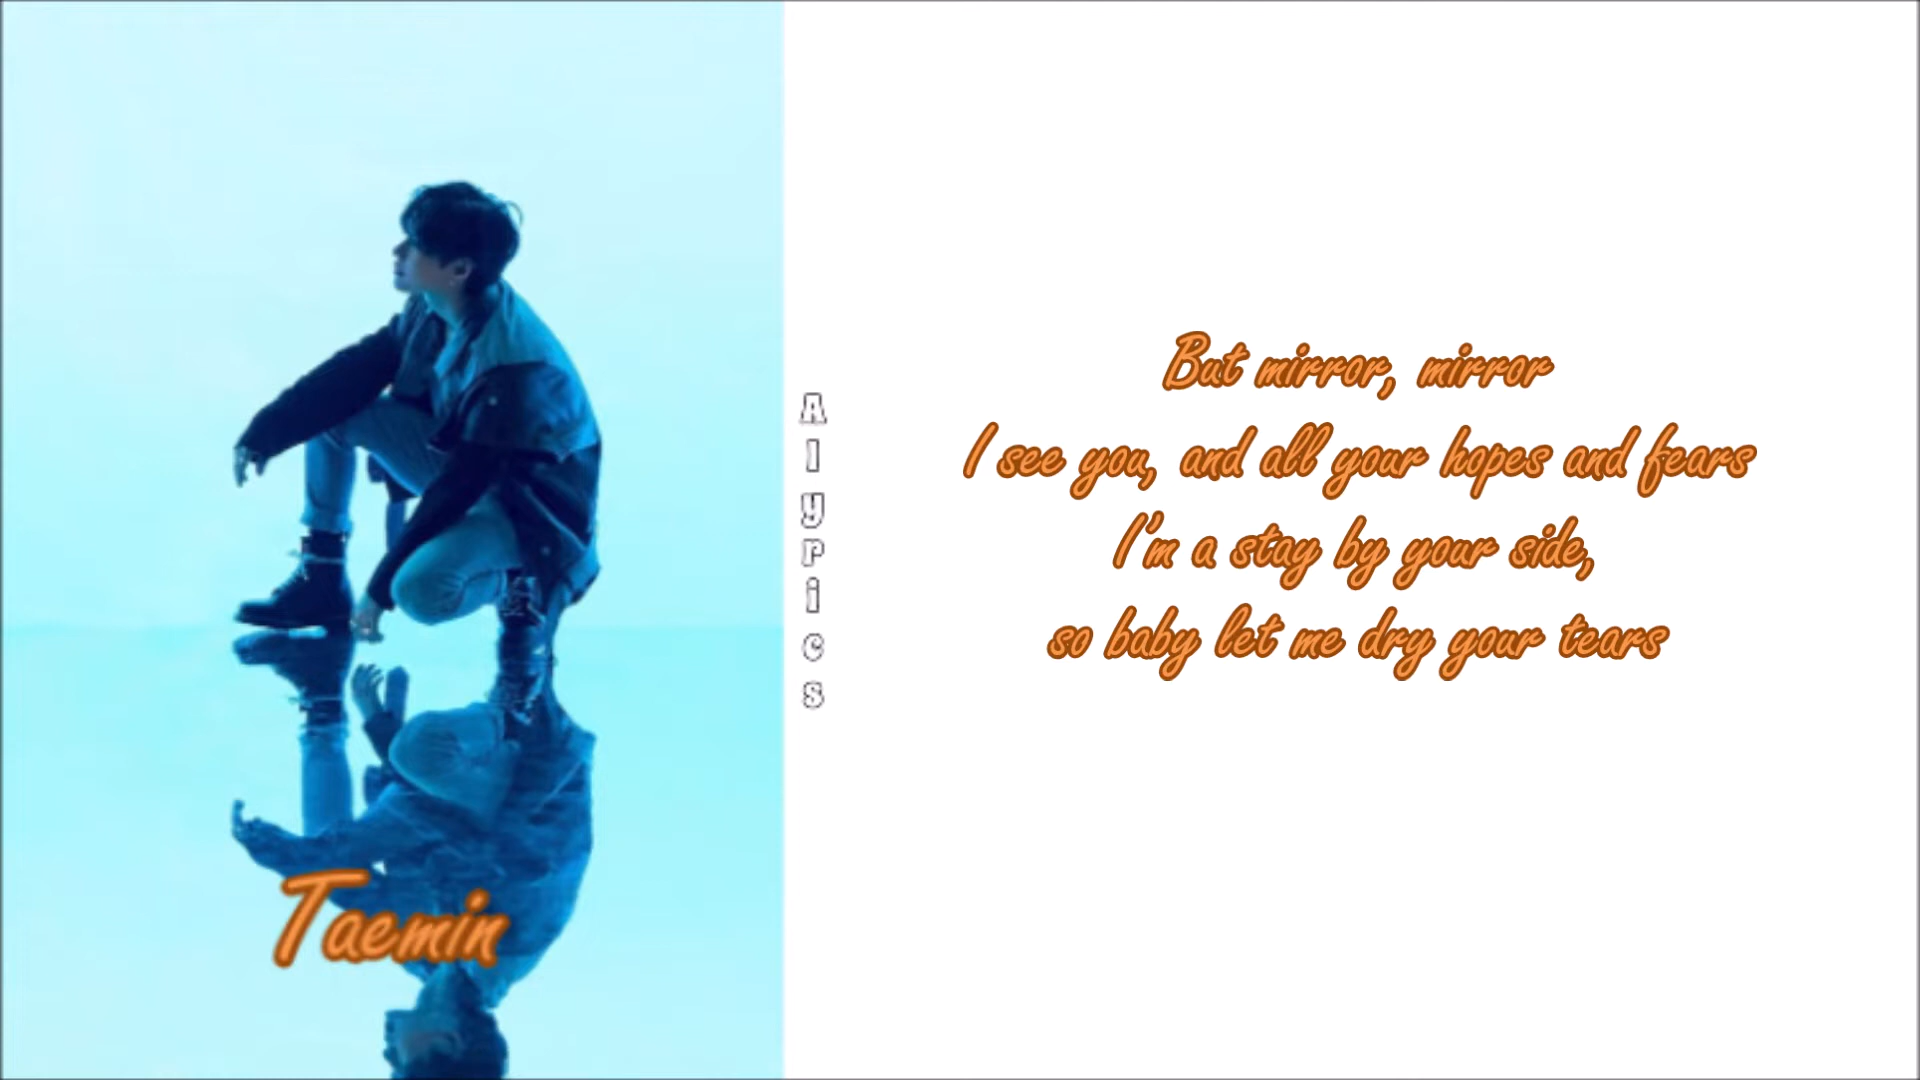 Taemin
Alyrics
But mirror, mirror
I see you, and all your hopes and fears
I'm a stay by your side,
so baby let me dry your tears